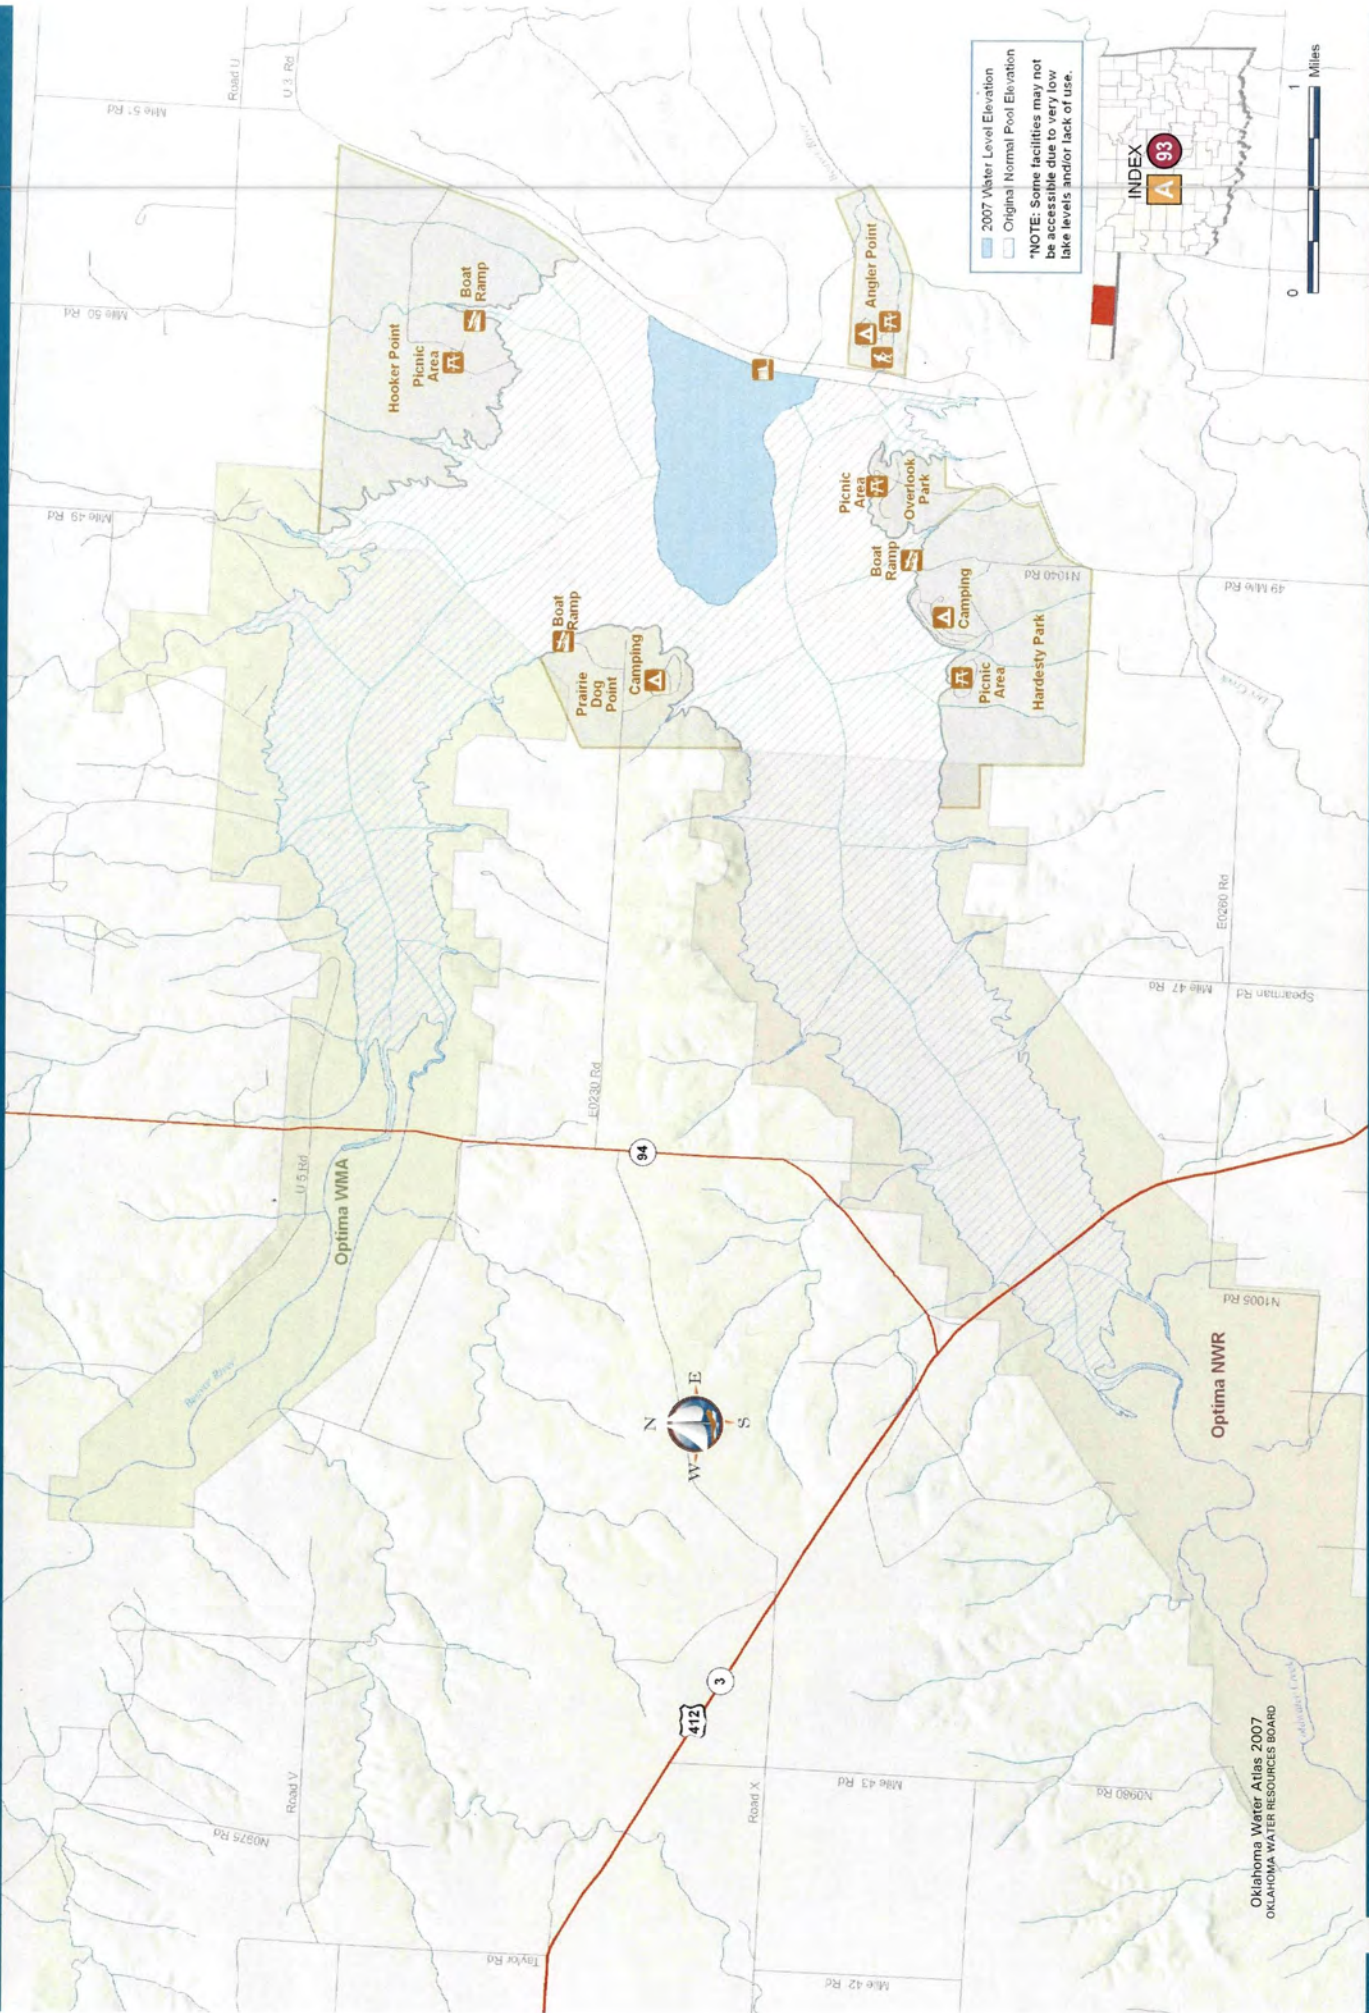 Taylor Rd
N0975 Rd
Road V
Mile 42 Rd
Road X
Mile 43 Rd
N0980 Rd
412
3
Oklahoma Water Atlas 2007
OKLAHOMA WATER RESOURCES BOARD
Coldwater Creek
Beaver River
N
W
E
S
Optima WMA
U 5 Rd
94
E0230 Rd
Optima NWR
N1005 Rd
Mile 47 Rd
Spearman Rd
E0260 Rd
Prairie
Dog
Point
Camping
Boat
Ramp
Picnic
Area
Hardesty Park
Camping
N1040 Rd
49 Mile Rd
Boat
Ramp
Picnic
Area
Overlook
Park
Mile 49 Rd
Hooker Point
Picnic
Area
Boat
Ramp
Mile 50 Rd
Mile 51 Rd
Road U
U 3 Rd
Angler Point
Beaver River
2007 Water Level Elevation
Original Normal Pool Elevation
*NOTE: Some facilities may not
be accessible due to very low
lake levels and/or lack of use.
INDEX
A
93
0
1
Miles